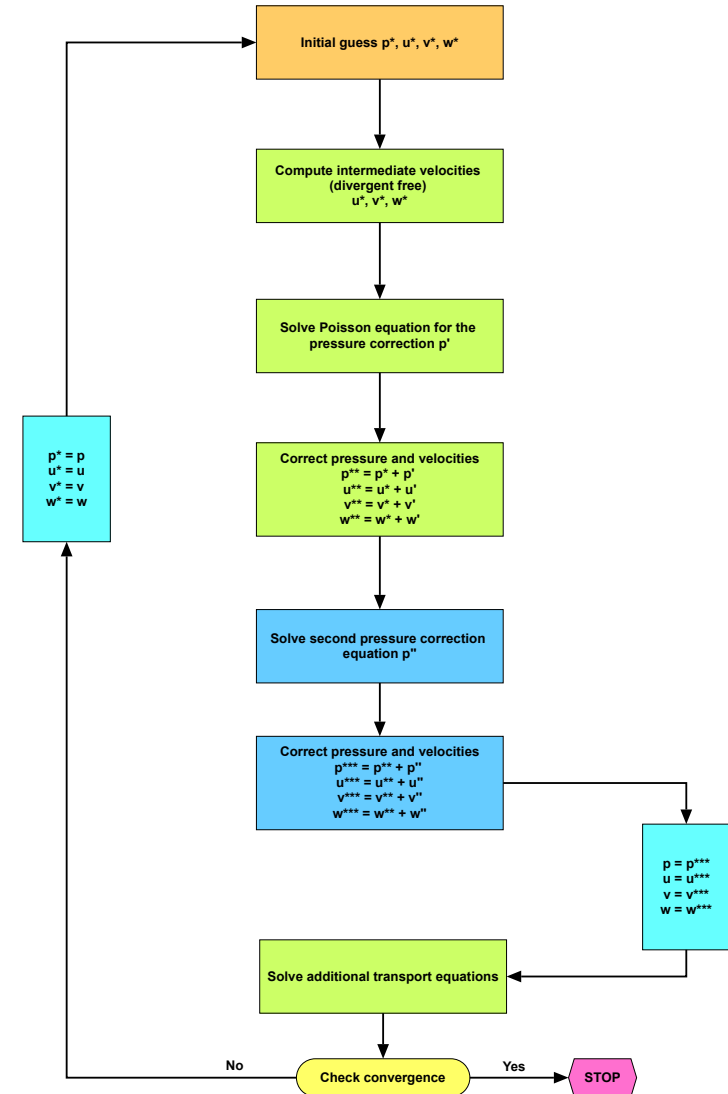 Initial guess p*, u*, v*, w*
Compute intermediate velocities
(divergent free)
u*, v*, w*
Solve Poisson equation for the
pressure correction p'
Correct pressure and velocities
p** = p* + p'
u** = u* + u'
v** = v* + v'
w** = w* + w'
p* = p
u* = u
v* = v
w* = w
Solve second pressure correction
equation p"
Correct pressure and velocities
p*** = p** + p"
u*** = u** + u"
v*** = v** + v"
w*** = w** + w"
p = p***
u = u***
v = v***
w = w***
Solve additional transport equations
No
Check convergence
Yes
STOP